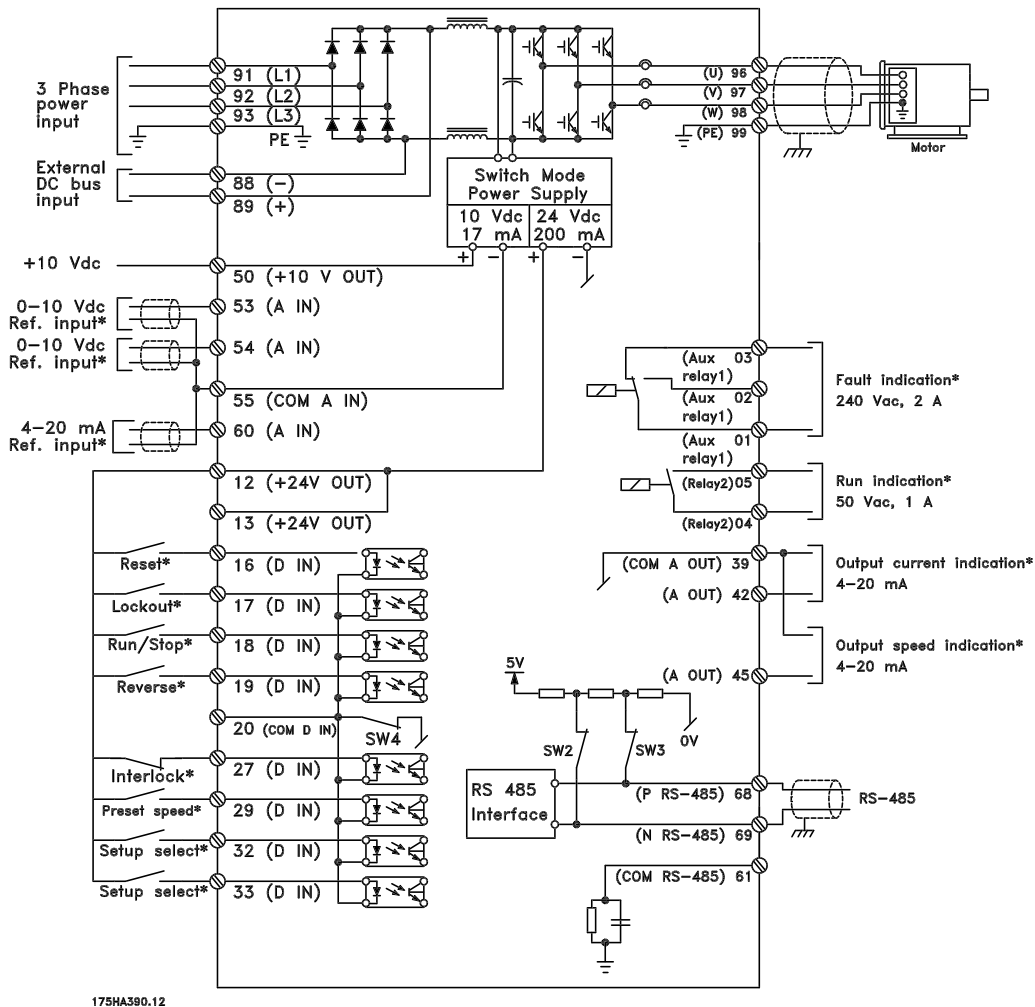 3 Phase
power
input
91 (L1)
92 (L2)
93 (L3)
PE
External
DC bus
input
88 (−)
89 (+)
Switch Mode
Power Supply
10 Vdc
17 mA
24 Vdc
200 mA
+ − + −
(U) 96
(V) 97
(W) 98
(PE) 99
Motor
+10 Vdc
50 (+10 V OUT)
0−10 Vdc
Ref. input*
53 (A IN)
0−10 Vdc
Ref. input*
54 (A IN)
55 (COM A IN)
4−20 mA
Ref. input*
60 (A IN)
12 (+24V OUT)
13 (+24V OUT)
Reset*
16 (D IN)
Lockout*
17 (D IN)
Run/Stop*
18 (D IN)
Reverse*
19 (D IN)
20 (COM D IN)
SW4
Interlock*
27 (D IN)
Preset speed*
29 (D IN)
Setup select*
32 (D IN)
Setup select*
33 (D IN)
(Aux 03
relay1)
(Aux 02
relay1)
(Aux 01
relay1)
Fault indication*
240 Vac, 2 A
(Relay2) 05
(Relay2) 04
Run indication*
50 Vac, 1 A
(COM A OUT) 39
(A OUT) 42
Output current indication*
4−20 mA
(A OUT) 45
Output speed indication*
4−20 mA
5V
0V
SW2
SW3
RS 485
Interface
(P RS−485) 68
(N RS−485) 69
RS−485
(COM RS−485) 61
175HA390.12